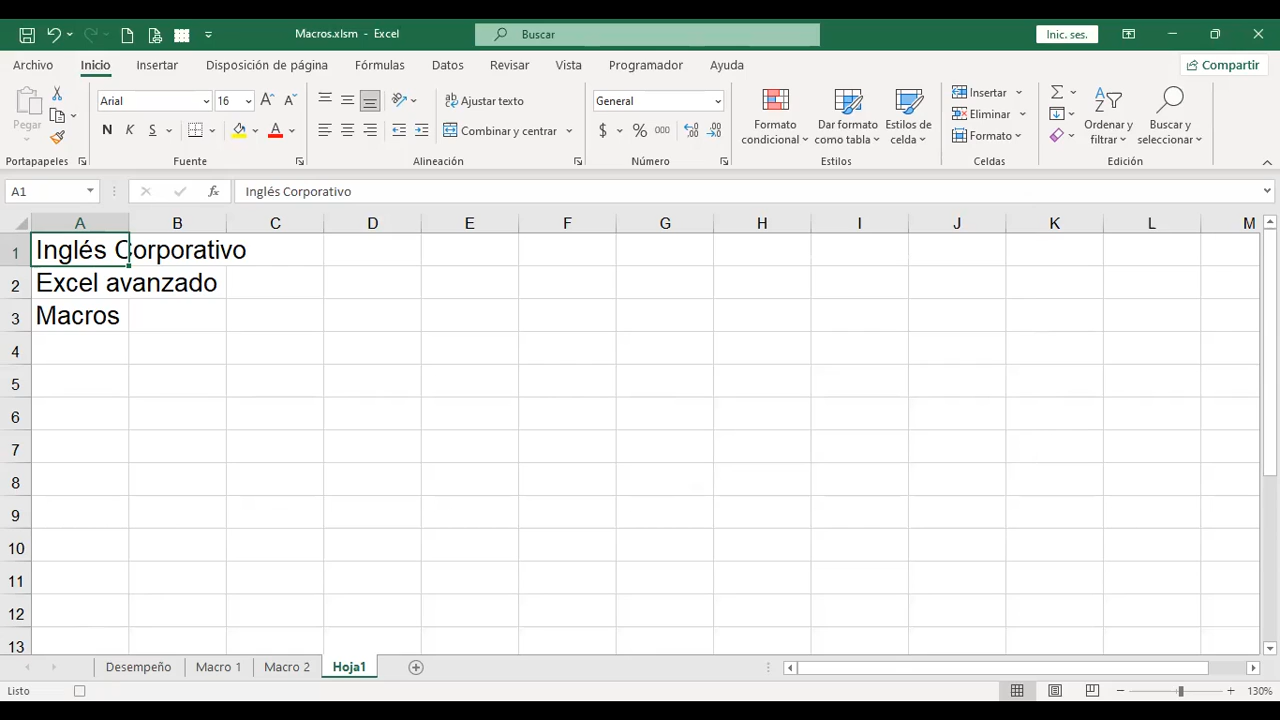 Macros.xlsm - Excel
Buscar
Inic. ses.
Archivo Inicio Insertar Disposición de página Fórmulas Datos Revisar Vista Programador Ayuda Compartir
Pegar
Portapapeles
Arial 16
N K S
Fuente
Ajustar texto
Combinar y centrar
Alineación
General
$ % 000
Número
Formato condicional
Dar formato como tabla
Estilos de celda
Estilos
Insertar
Eliminar
Formato
Celdas
Ordenar y filtrar
Buscar y seleccionar
Edición
A1 fx Inglés Corporativo
A B C D E F G H I J K L M
1 Inglés Corporativo
2 Excel avanzado
3 Macros
4
5
6
7
8
9
10
11
12
13
Desempeño Macro 1 Macro 2 Hoja1
Listo 130%